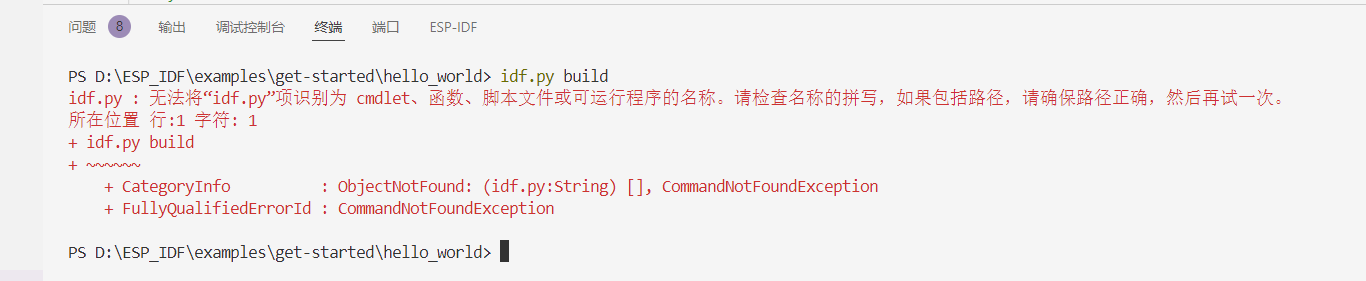 问题 8 输出 调试控制台 终端 端口 ESP-IDF
PS D:\ESP_IDF\examples\get-started\hello_world> idf.py build
idf.py : 无法将“idf.py”项识别为 cmdlet、函数、脚本文件或可运行程序的名称。请检查名称的拼写，如果包括路径，请确保路径正确，然后再试一次。
所在位置 行:1 字符: 1
+ idf.py build
+ ~~~~~~
    + CategoryInfo          : ObjectNotFound: (idf.py:String) [], CommandNotFoundException
    + FullyQualifiedErrorId : CommandNotFoundException
PS D:\ESP_IDF\examples\get-started\hello_world>